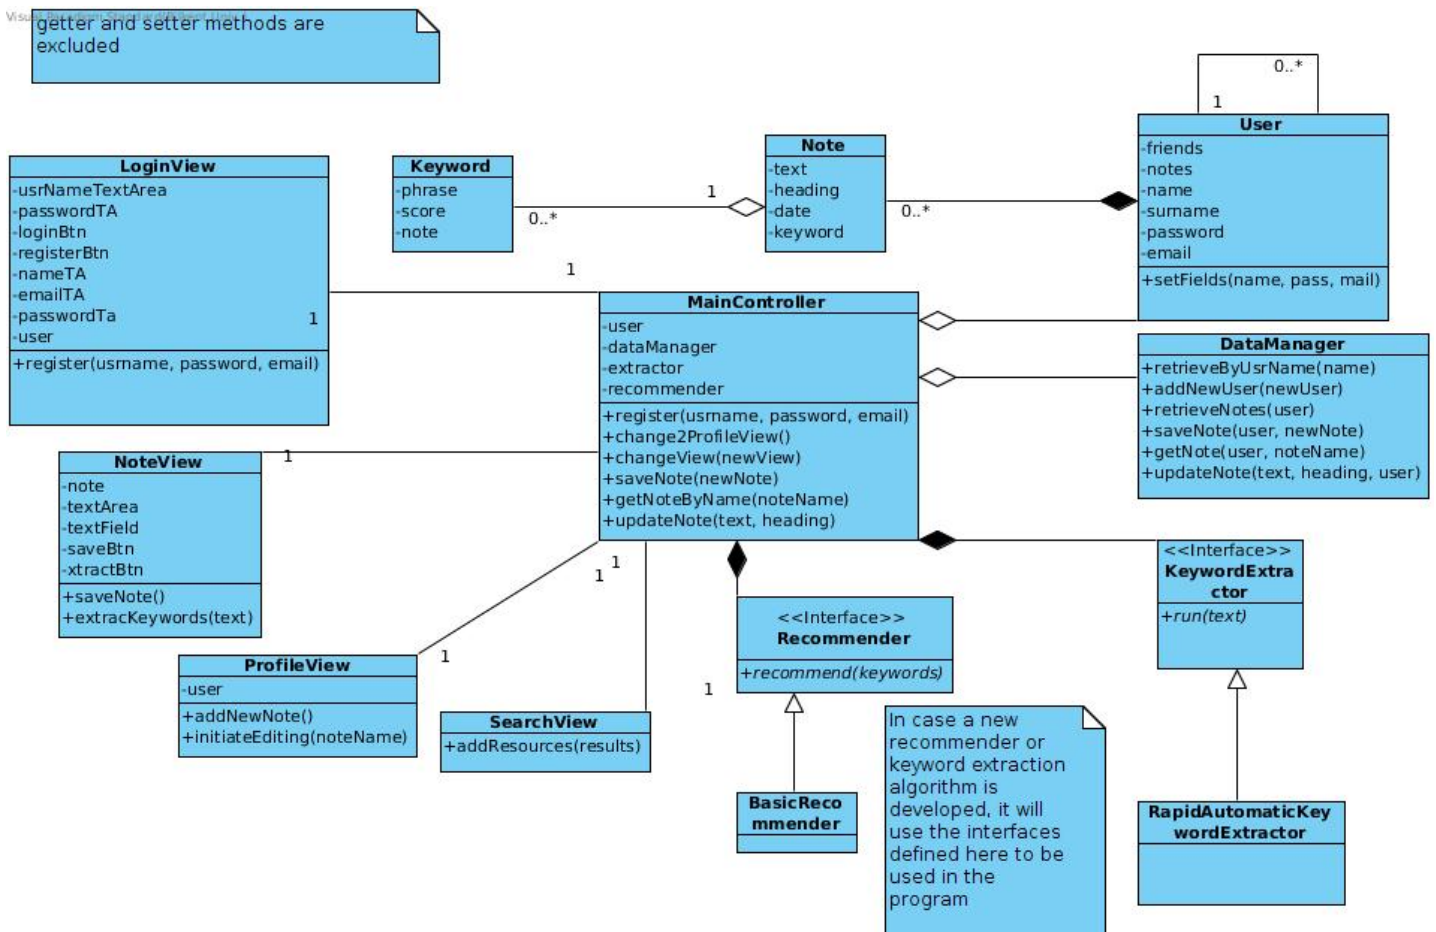 getter and setter methods are
excluded
0..*
1
User
-friends
-notes
-name
-surname
-password
-email
+setFields(name, pass, mail)
Note
-text
-heading
-date
-keyword
0..*
1
0..*
Keyword
-phrase
-score
-note
LoginView
-usrNameTextArea
-passwordTA
-loginBtn
-registerBtn
-nameTA
-emailTA
-passwordTa
-user
+register(usrname, password, email)
1
1
MainController
-user
-dataManager
-extractor
-recommender
+register(usrname, password, email)
+change2ProfileView()
+changeView(newView)
+saveNote(newNote)
+getNoteByName(noteName)
+updateNote(text, heading)
DataManager
+retrieveByUsrName(name)
+addNewUser(newUser)
+retrieveNotes(user)
+saveNote(user, newNote)
+getNote(user, noteName)
+updateNote(text, heading, user)
NoteView
-note
-textArea
-textField
-saveBtn
-xtractBtn
+saveNote()
+extracKeywords(text)
1
1
1
ProfileView
-user
+addNewNote()
+initiateEditing(noteName)
1
SearchView
+addResources(results)
1
<<Interface>>
Recommender
+recommend(keywords)
<<Interface>>
KeywordExtra
ctor
+run(text)
BasicReco
mmender
In case a new
recommender or
keyword extraction
algorithm is
developed, it will
use the interfaces
defined here to be
used in the
program
RapidAutomaticKey
wordExtractor